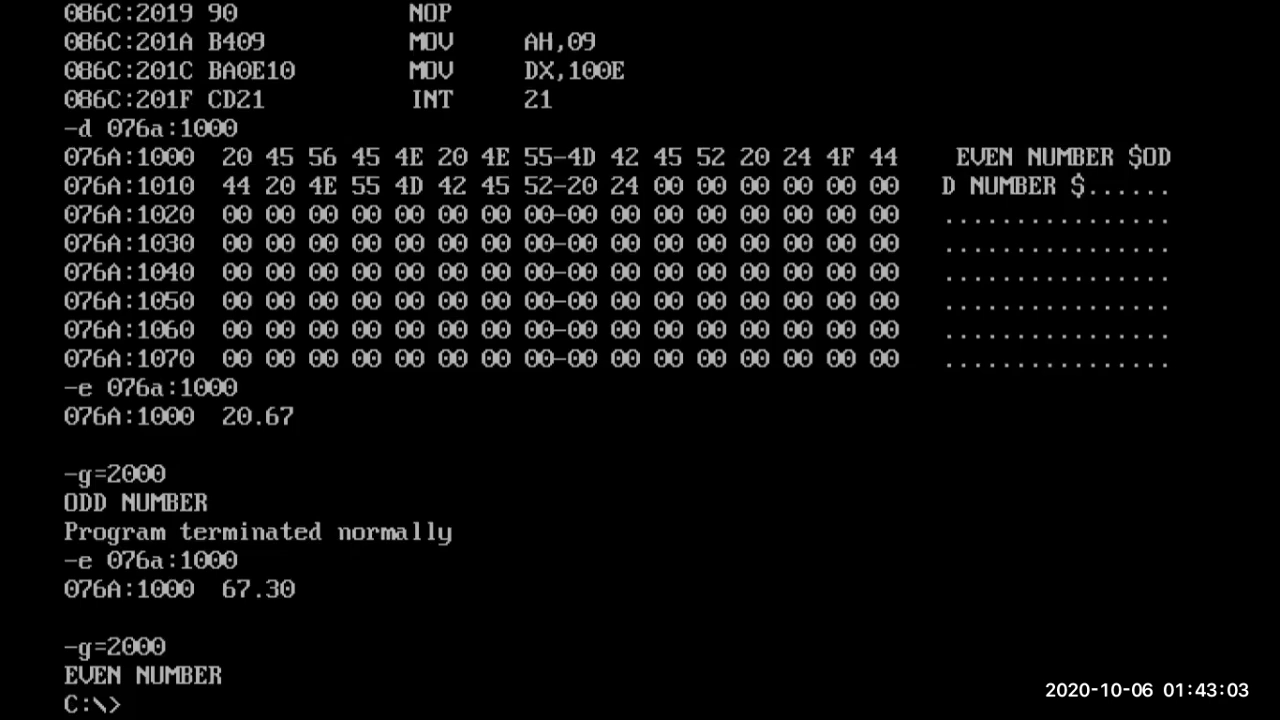 086C:2019 90 NOP
086C:201A B409 MOV AH,09
086C:201C BA0E10 MOV DX,100E
086C:201F CD21 INT 21
-d 076a:1000
076A:1000 20 45 56 45 4E 20 4E 55-4D 42 45 52 20 24 4F 44 EVEN NUMBER $OD
076A:1010 44 20 4E 55 4D 42 45 52-20 24 00 00 00 00 00 00 D NUMBER $......
076A:1020 00 00 00 00 00 00 00 00-00 00 00 00 00 00 00 00 ................
076A:1030 00 00 00 00 00 00 00 00-00 00 00 00 00 00 00 00 ................
076A:1040 00 00 00 00 00 00 00 00-00 00 00 00 00 00 00 00 ................
076A:1050 00 00 00 00 00 00 00 00-00 00 00 00 00 00 00 00 ................
076A:1060 00 00 00 00 00 00 00 00-00 00 00 00 00 00 00 00 ................
076A:1070 00 00 00 00 00 00 00 00-00 00 00 00 00 00 00 00 ................
-e 076a:1000
076A:1000 20.67
-g=2000
ODD NUMBER
Program terminated normally
-e 076a:1000
076A:1000 67.30
-g=2000
EVEN NUMBER
C:\>
2020-10-06 01:43:03